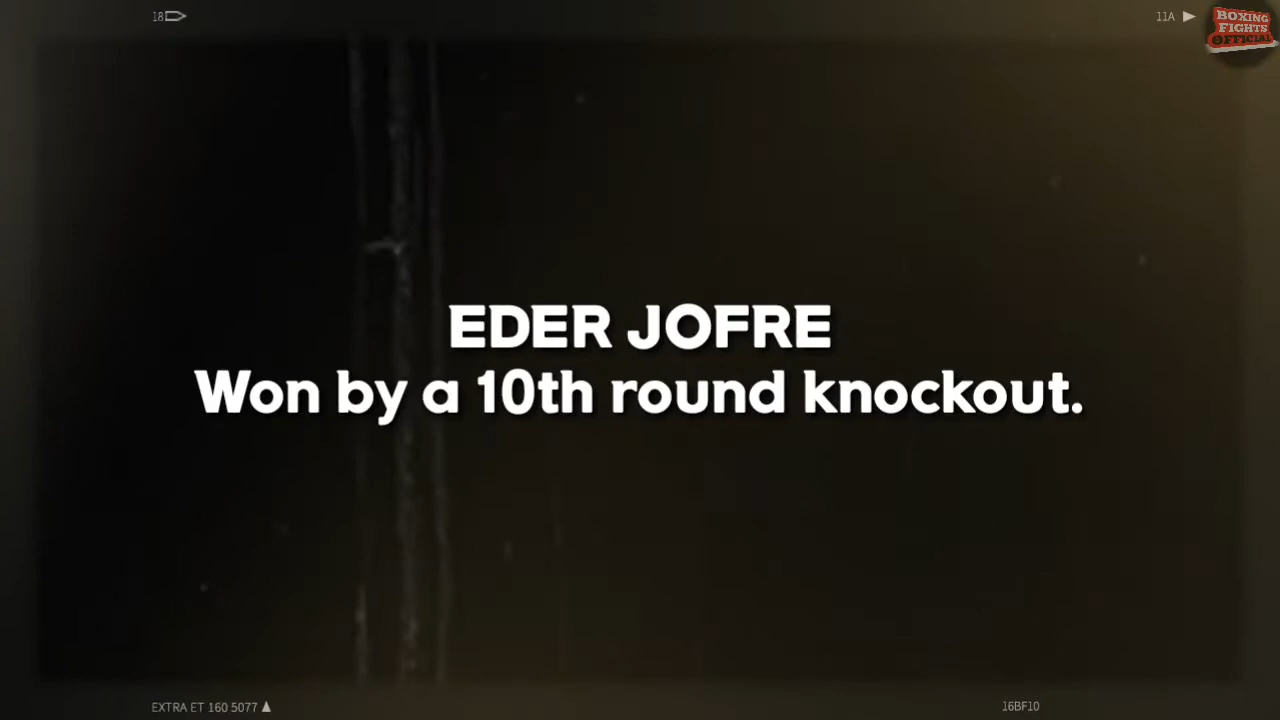 18
11A
BOXING
FIGHTS
OFFICIAL
EDER JOFRE
Won by a 10th round knockout.
EXTRA ET 160 5077
16BF10